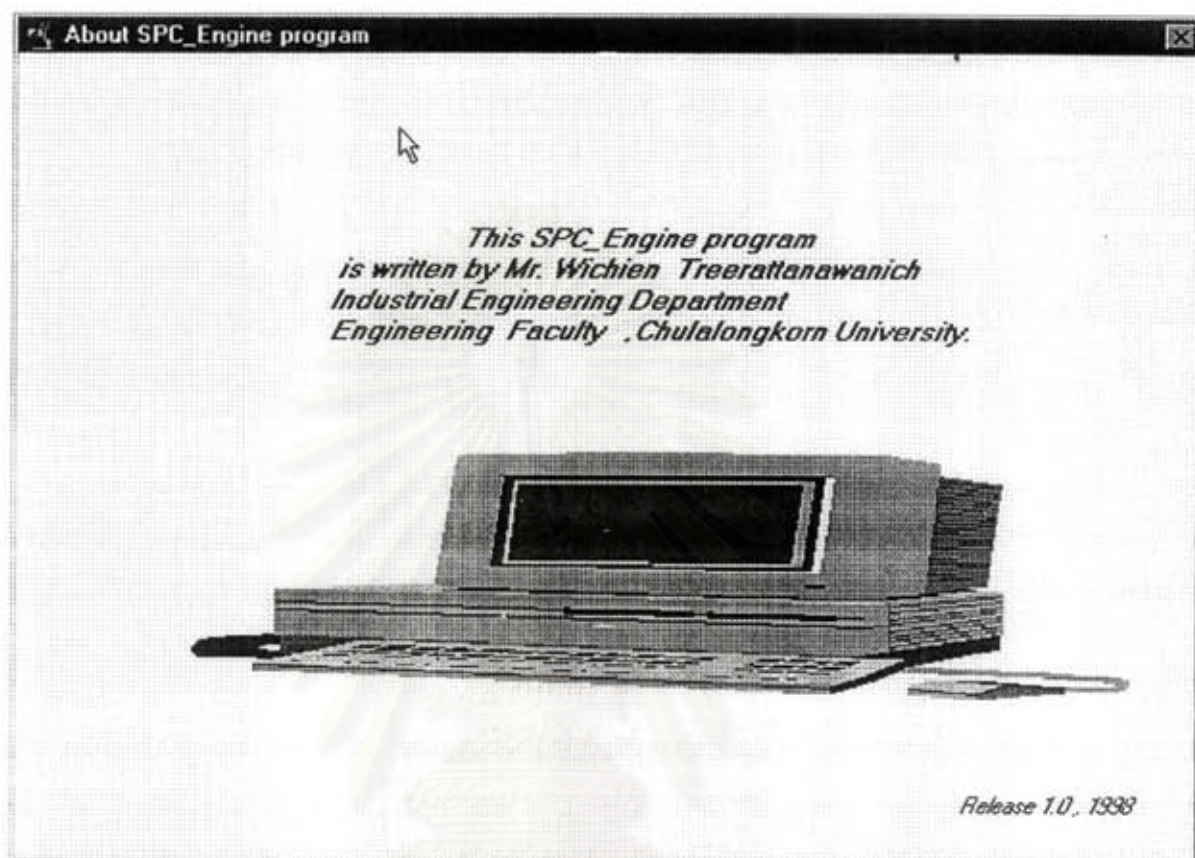 About SPC_Engine program
This SPC_Engine program
is written by Mr. Wichien Treerattanawanich
Industrial Engineering Department
Engineering Faculty ,Chulalongkorn University.
Release 1.0,. 1998